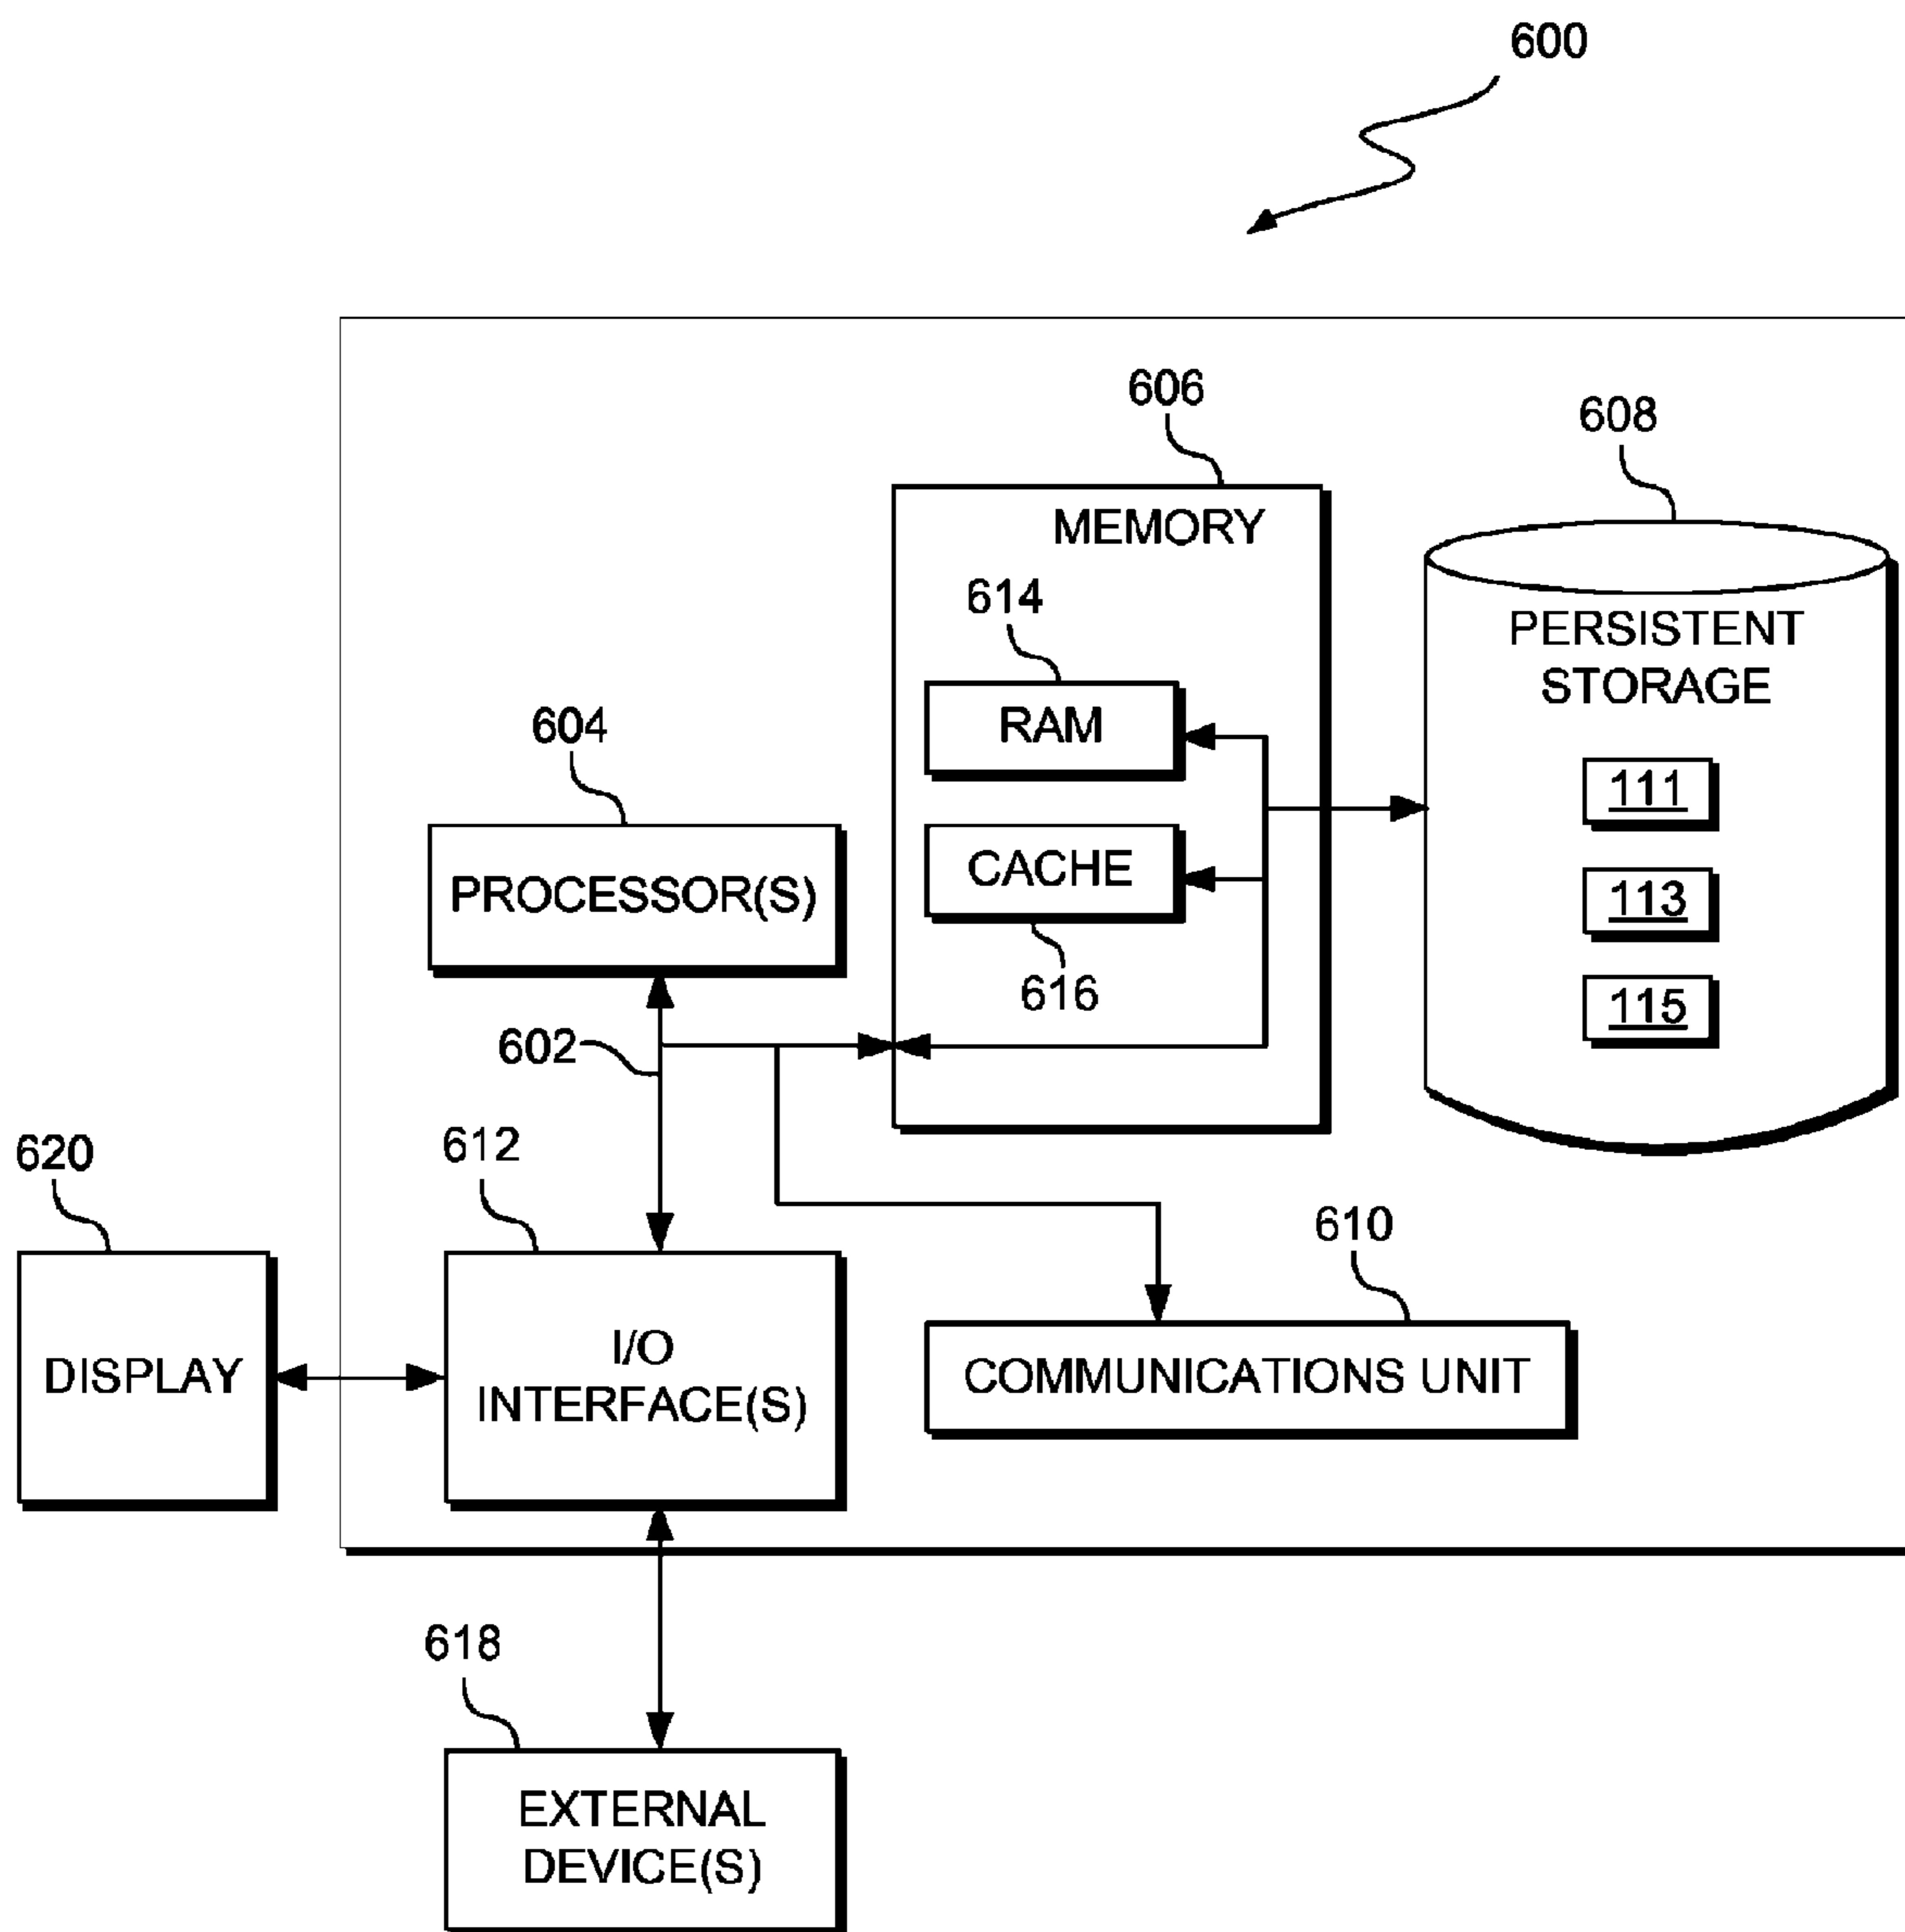 600
606
608
MEMORY
614
PERSISTENT
STORAGE
RAM
604
111
CACHE
PROCESSOR(S)
113
616
115
602
620
612
610
I/O
INTERFACE(S)
DISPLAY
COMMUNICATIONS UNIT
618
EXTERNAL
DEVICE(S)